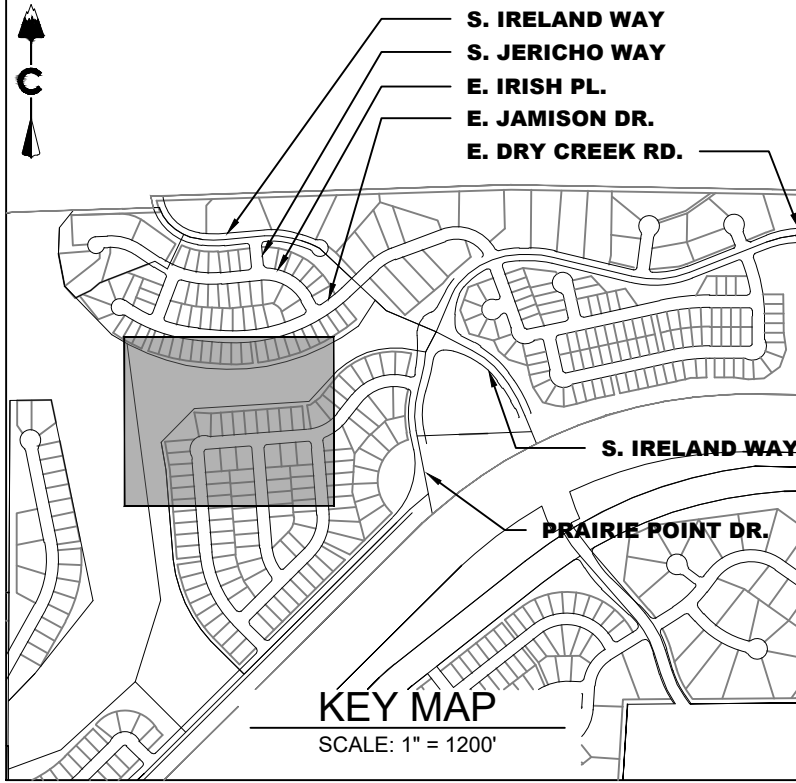 S. IRELAND WAY
S. JERICHO WAY
E. IRISH PL.
E. JAMISON DR.
E. DRY CREEK RD.
C
S. IRELAND WAY
PRAIRIE POINT DR.
KEY MAP
SCALE: 1" = 1200'